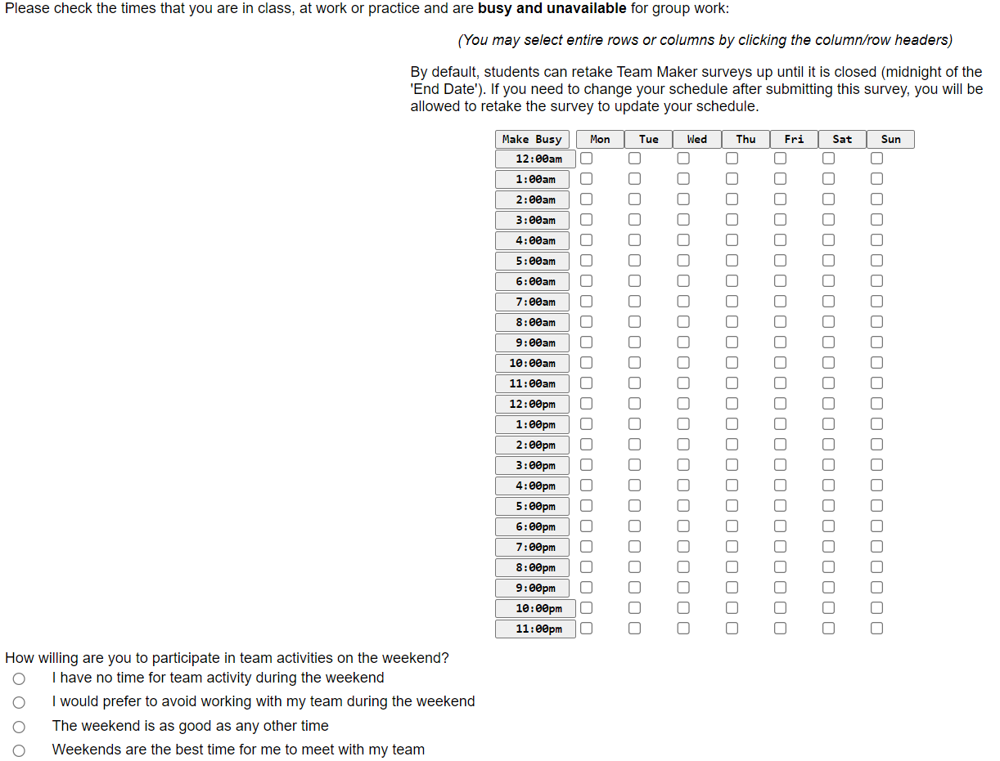 Please check the times that you are in class, at work or practice and are busy and unavailable for group work:
(You may select entire rows or columns by clicking the column/row headers)
By default, students can retake Team Maker surveys up until it is closed (midnight of the
'End Date'). If you need to change your schedule after submitting this survey, you will be
allowed to retake the survey to update your schedule.
Make Busy Mon Tue Wed Thu Fri Sat Sun
12:00am
1:00am
2:00am
3:00am
4:00am
5:00am
6:00am
7:00am
8:00am
9:00am
10:00am
11:00am
12:00pm
1:00pm
2:00pm
3:00pm
4:00pm
5:00pm
6:00pm
7:00pm
8:00pm
9:00pm
10:00pm
11:00pm
How willing are you to participate in team activities on the weekend?
I have no time for team activity during the weekend
I would prefer to avoid working with my team during the weekend
The weekend is as good as any other time
Weekends are the best time for me to meet with my team